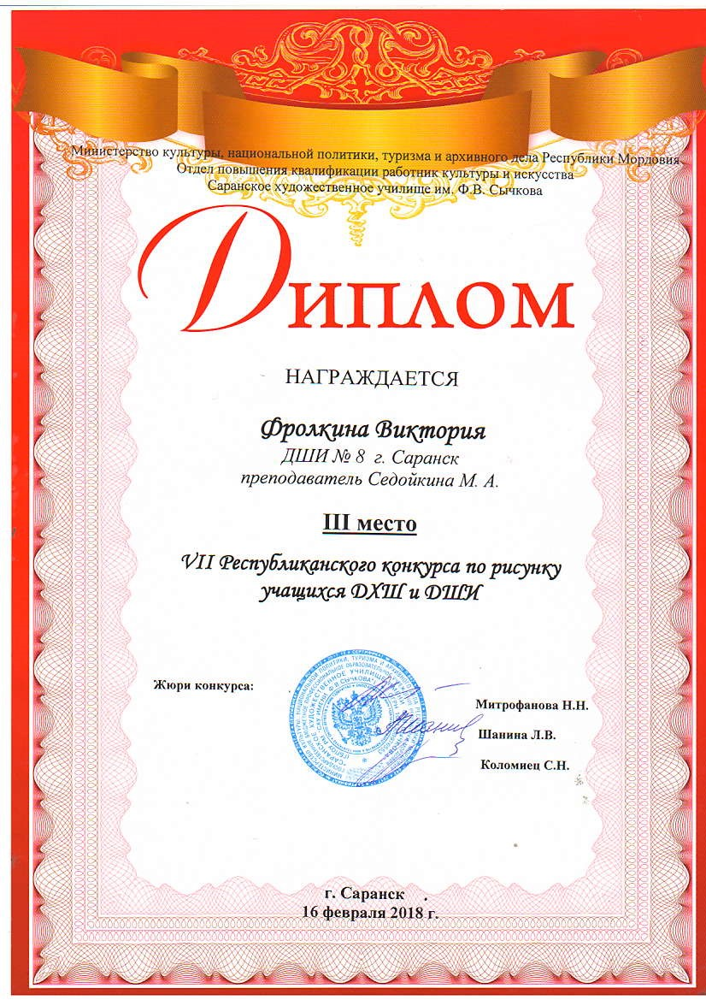 Министерство культуры, национальной политики, туризма и архивного дела Республики Мордовия
Отдел повышения квалификации работник культуры и искусства
Саранское художественное училище им. Ф.В. Сычкова
Диплом
НАГРАЖДАЕТСЯ
Фролкина Виктория
ДШИ № 8 г. Саранск
преподаватель Седойкина М. А.
III место
VII Республиканского конкурса по рисунку
учащихся ДХШ и ДШИ
Жюри конкурса:
Митрофанова Н.Н.
Шанина Л.В.
Коломиец С.Н.
г. Саранск
16 февраля 2018 г.